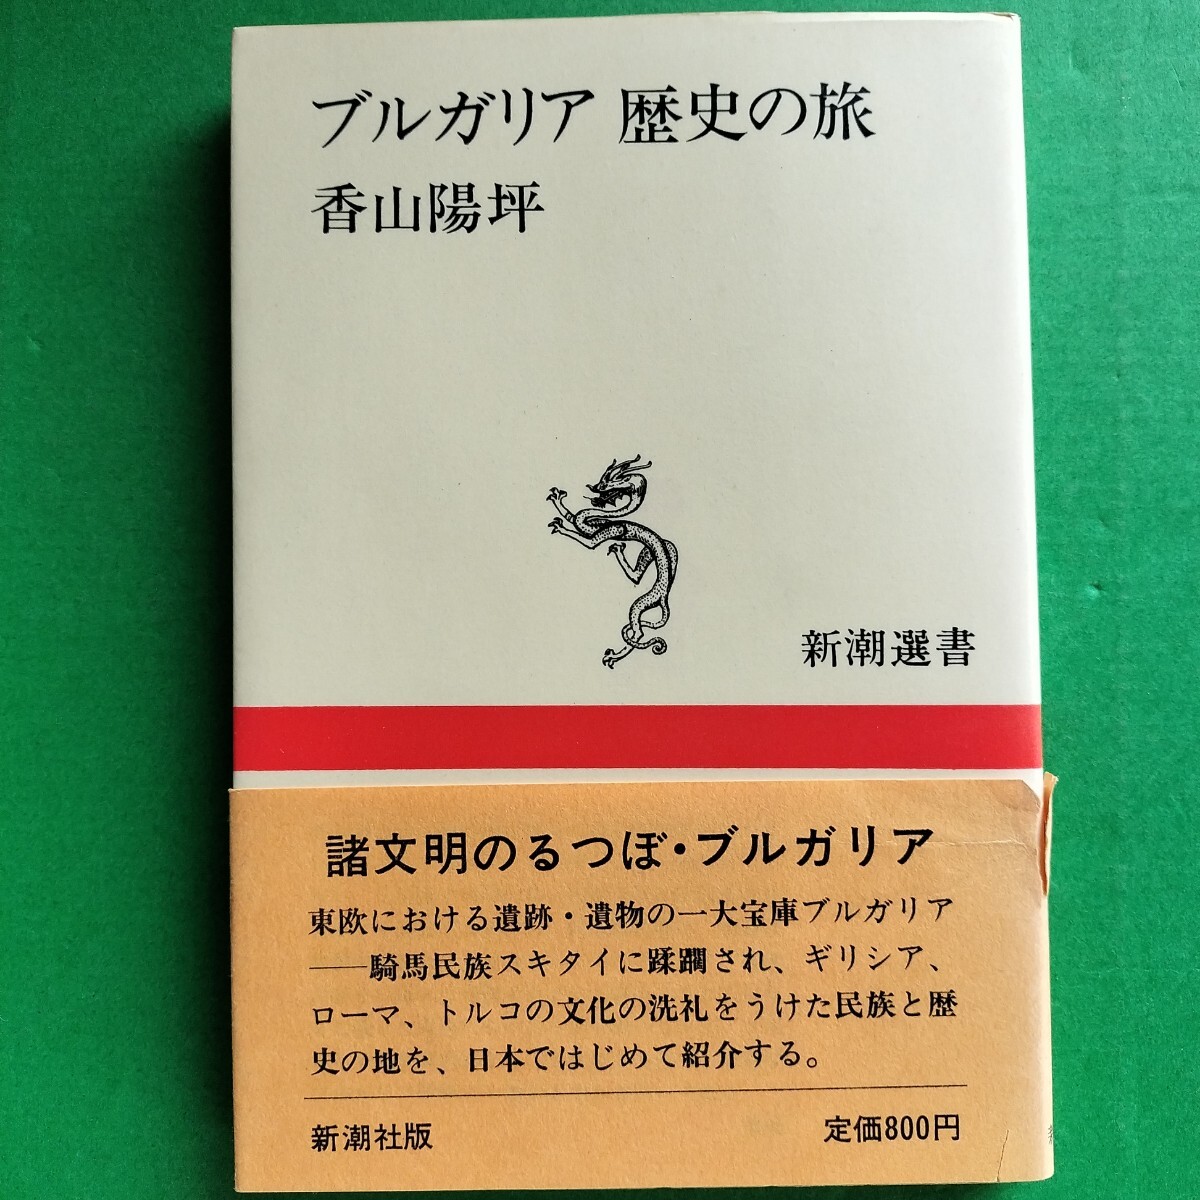 ブルガリア 歴史の旅
香山陽坪
新潮選書
諸文明のるつぼ・ブルガリア
東欧における遺跡・遺物の一大宝庫ブルガリア
──騎馬民族スキタイに蹂躙され、ギリシア、
ローマ、トルコの文化の洗礼をうけた民族と歴
史の地を、日本ではじめて紹介する。
新潮社版
定価800円